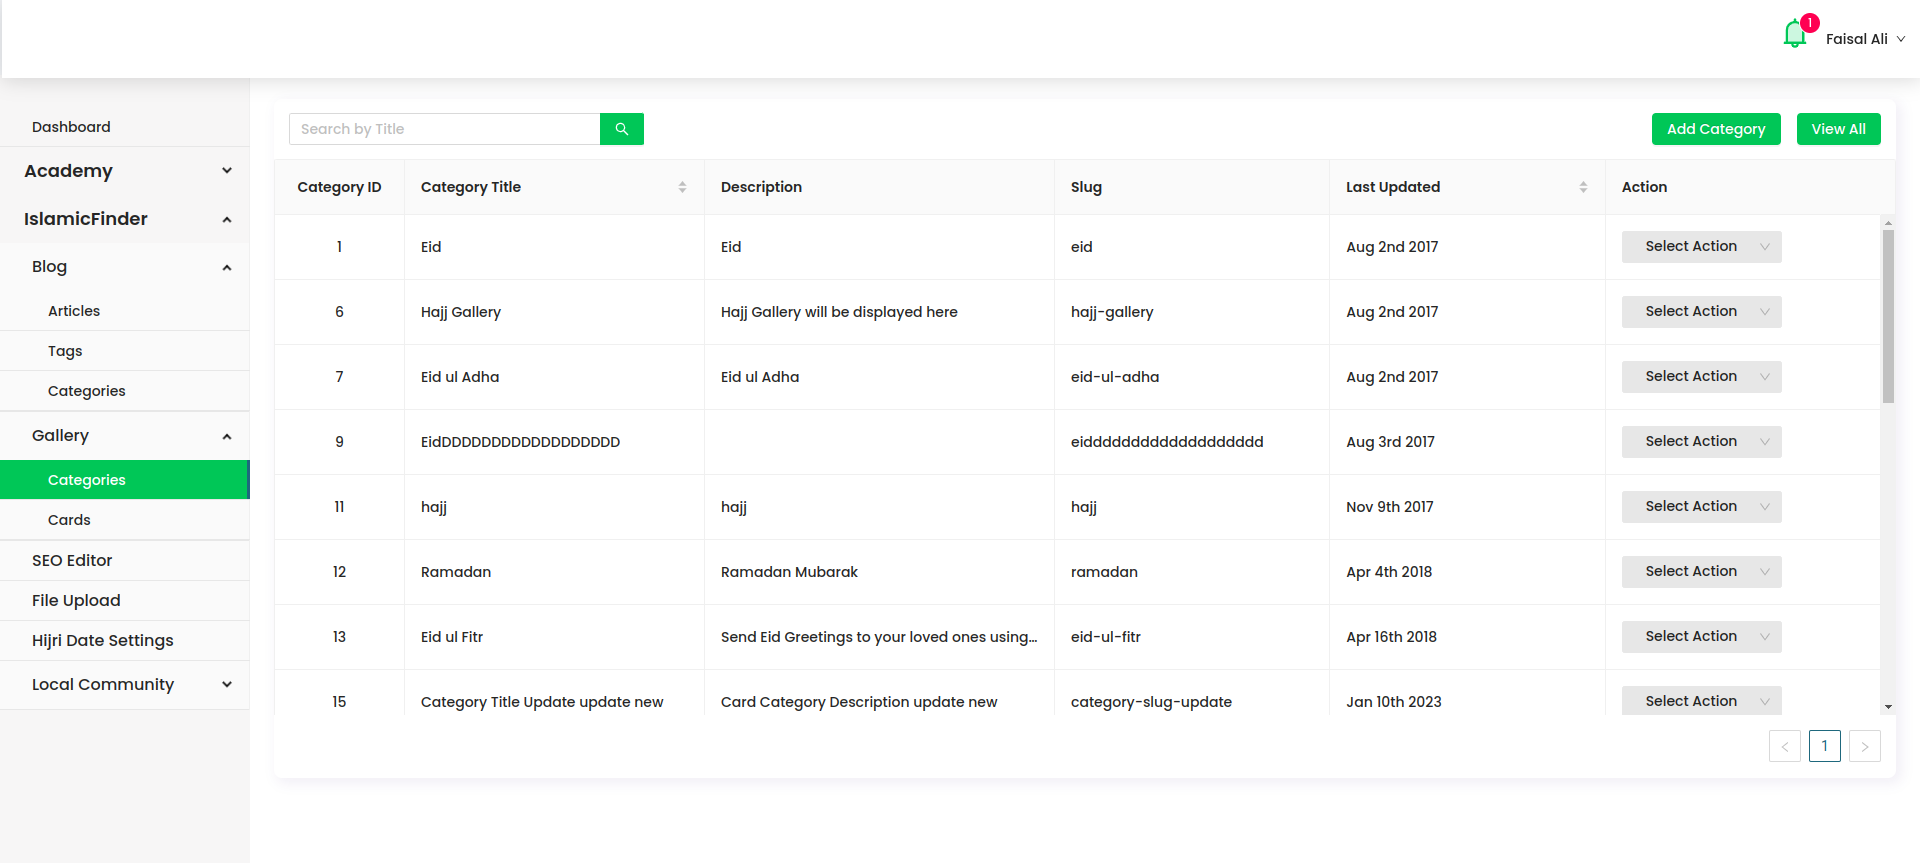 1
Faisal Ali
Dashboard
Academy
IslamicFinder
Blog
Articles
Tags
Categories
Gallery
Categories
Cards
SEO Editor
File Upload
Hijri Date Settings
Local Community
Search by Title
Add Category View All
Category ID Category Title Description Slug Last Updated Action
1 Eid Eid eid Aug 2nd 2017 Select Action
6 Hajj Gallery Hajj Gallery will be displayed here hajj-gallery Aug 2nd 2017 Select Action
7 Eid ul Adha Eid ul Adha eid-ul-adha Aug 2nd 2017 Select Action
9 EidDDDDDDDDDDDDDDDDDD eidddddddddddddddddddd Aug 3rd 2017 Select Action
11 hajj hajj hajj Nov 9th 2017 Select Action
12 Ramadan Ramadan Mubarak ramadan Apr 4th 2018 Select Action
13 Eid ul Fitr Send Eid Greetings to your loved ones using... eid-ul-fitr Apr 16th 2018 Select Action
15 Category Title Update update new Card Category Description update new category-slug-update Jan 10th 2023 Select Action
< 1 >